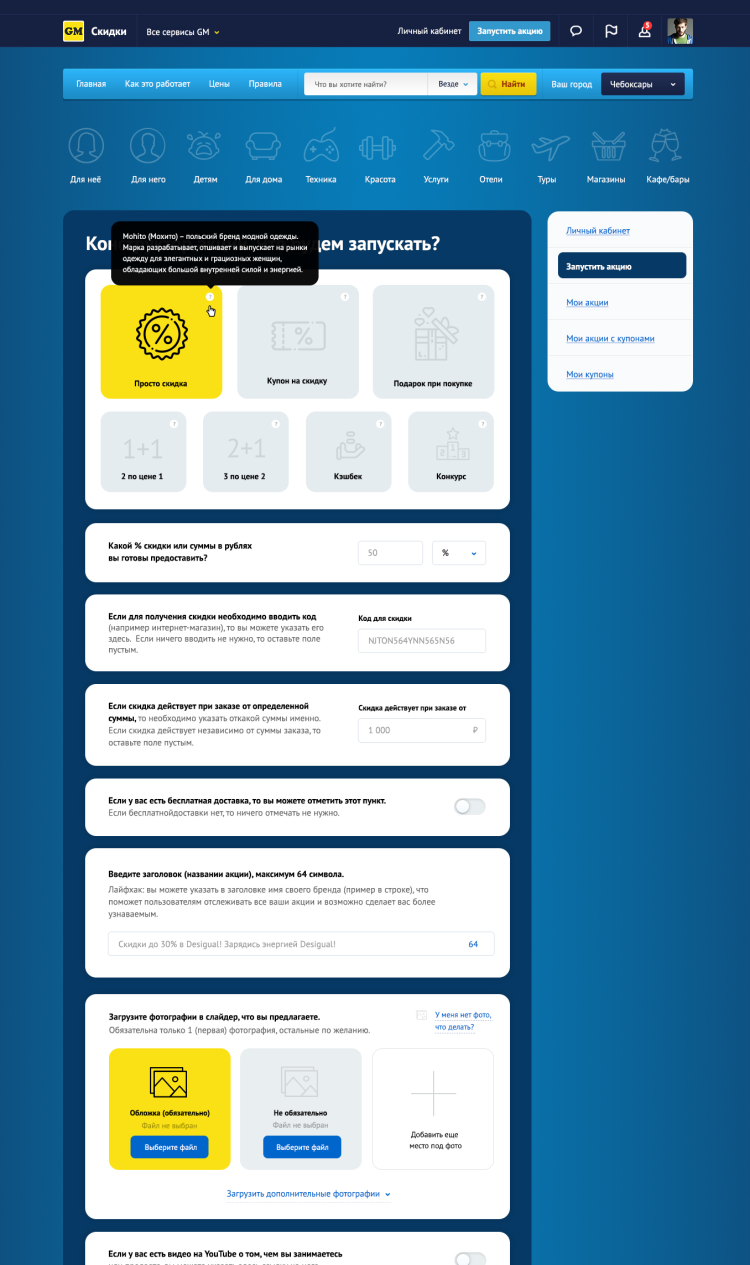 GM Скидки
Все сервисы GM
Личный кабинет
Запустить акцию
5
Главная
Как это работает
Цены
Правила
Что вы хотите найти?
Везде
Найти
Ваш город
Чебоксары
Для неё
Для него
Детям
Для дома
Техника
Красота
Услуги
Отели
Туры
Магазины
Кафе/бары
дем запускать?
Mohito (Мохито) – польский бренд модной одежды.
Марка разрабатывает, отшивает и выпускает на рынки
одежду для элегантных и грациозных женщин,
обладающих большой внутренней силой и энергией.
?
Просто скидка
?
Купон на скидку
?
Подарок при покупке
?
1+1
2 по цене 1
?
2+1
3 по цене 2
?
Кэшбек
?
2 1 3
Конкурс
Какой % скидки или суммы в рублях
вы готовы предоставить?
50
%
Если для получения скидки необходимо вводить код
(например интернет-магазин), то вы можете указать его
здесь. Если ничего вводить не нужно, то оставьте поле
пустым.
Код для скидки
NJTON564YNN565N56
Если скидка действует при заказе от определенной
суммы, то необходимо указать откакой суммы именно.
Если скидка действует независимо от суммы заказа, то
оставьте поле пустым.
Скидка действует при заказе от
1 000 ₽
Если у вас есть бесплатная доставка, то вы можете отметить этот пункт.
Если бесплатнойдоставки нет, то ничего отмечать не нужно.
Введите заголовок (названии акции), максимум 64 символа.
Лайфхак: вы можете указать в заголовке имя своего бренда (пример в строке), что
поможет пользователям отслеживать все ваши акции и возможно сделает вас более
узнаваемым.
Скидки до 30% в Desigual! Зарядись энергией Desigual! 64
Загрузите фотографии в слайдер, что вы предлагаете.
Обязательна только 1 (первая) фотография, остальные по желанию.
У меня нет фото,
что делать?
Обложка (обязательно)
Файл не выбран
Выберите файл
Не обязательно
Файл не выбран
Выберите файл
Добавить еще
место под фото
Загрузить дополнительные фотографии
Если у вас есть видео на YouTube о том, чем вы занимаетесь
Личный кабинет
Запустить акцию
Мои акции
Мои акции с купонами
Мои купоны